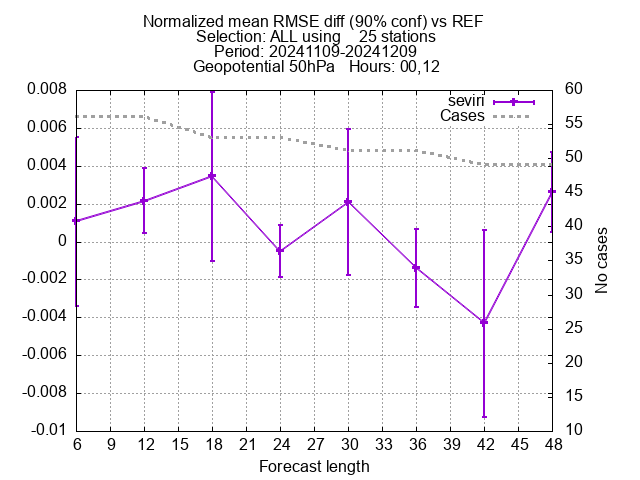 Normalized mean RMSE diff (90% conf) vs REF
Selection: ALL using    25 stations
Period: 20241109-20241209
Geopotential 50hPa   Hours: 00,12
seviri
Cases
0.008
0.006
0.004
0.002
0
-0.002
-0.004
-0.006
-0.008
-0.01
60
55
50
45
40
35
30
25
20
15
10
No cases
6 9 12 15 18 21 24 27 30 33 36 39 42 45 48
Forecast length